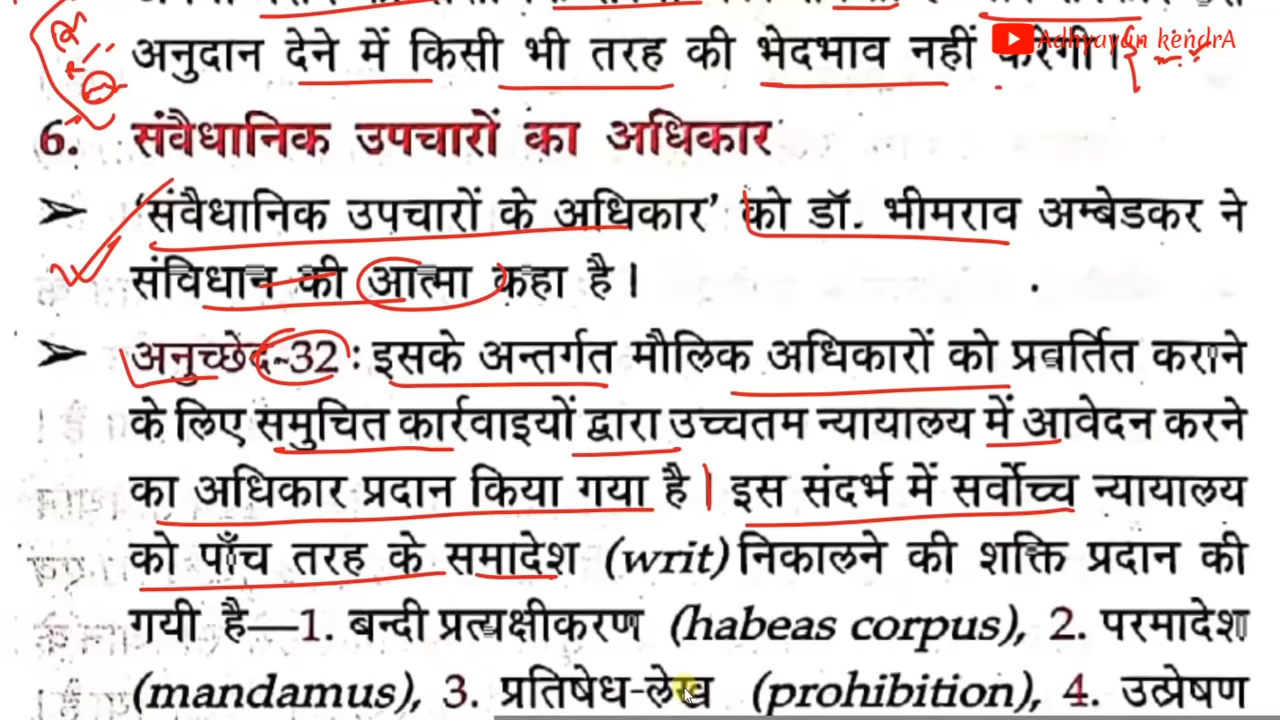 Adhyayan kendrA
अनुदान देने में किसी भी तरह की भेदभाव नहीं करेगी।
6. संवैधानिक उपचारों का अधिकार
➢ 'संवैधानिक उपचारों के अधिकार' को डॉ. भीमराव अम्बेडकर ने
संविधान की आत्मा कहा है।
➢ अनुच्छेद-32 : इसके अन्तर्गत मौलिक अधिकारों को प्रवर्तित कराने
के लिए समुचित कार्रवाइयों द्वारा उच्चतम न्यायालय में आवेदन करने
का अधिकार प्रदान किया गया है। इस संदर्भ में सर्वोच्च न्यायालय
को पाँच तरह के समादेश (writ) निकालने की शक्ति प्रदान की
गयी है—1. बन्दी प्रत्यक्षीकरण (habeas corpus), 2. परमादेश
(mandamus), 3. प्रतिषेध-लेख (prohibition), 4. उत्प्रेषण